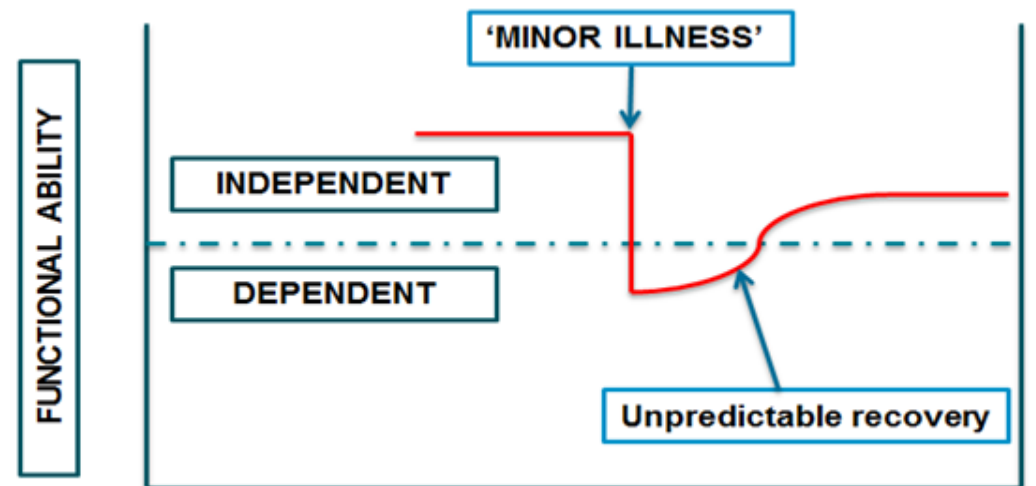 ‘MINOR ILLNESS’
FUNCTIONAL ABILITY
INDEPENDENT
DEPENDENT
Unpredictable recovery